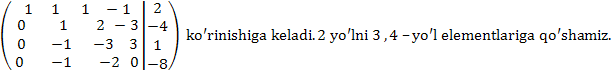 1 1 1 − 1 | 2
0 1 2 − 3 | −4
0 −1 −3 3 | 1
0 −1 −2 0 | −8
ko′rinishiga keladi. 2 yo′lni 3 , 4 − yo′l elementlariga qo′shamiz.